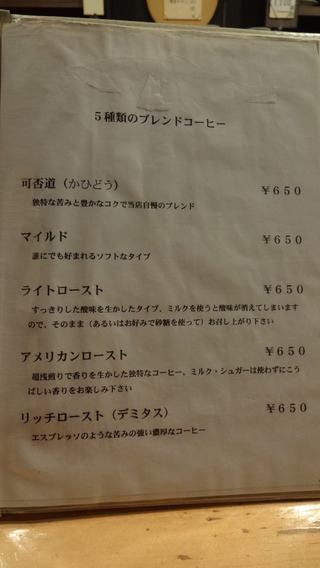 5種類のブレンドコーヒー
可否道（かひどう） ￥650
独特な苦みと豊かなコクで当店自慢のブレンド
マイルド ￥650
誰にでも好まれるソフトなタイプ
ライトロースト ￥650
すっきりした酸味を生かしたタイプ、ミルクを使うと酸味が消えてしまいます
ので、そのまま（あるいはお好みで砂糖を使って）お召し上がり下さい
アメリカンロースト ￥650
超浅煎りで香りを生かした独特なコーヒー、ミルク・シュガーは使わずにこう
ばしい香りをお楽しみ下さい
リッチロースト（デミタス） ￥650
エスプレッソのような苦みの強い濃厚なコーヒー